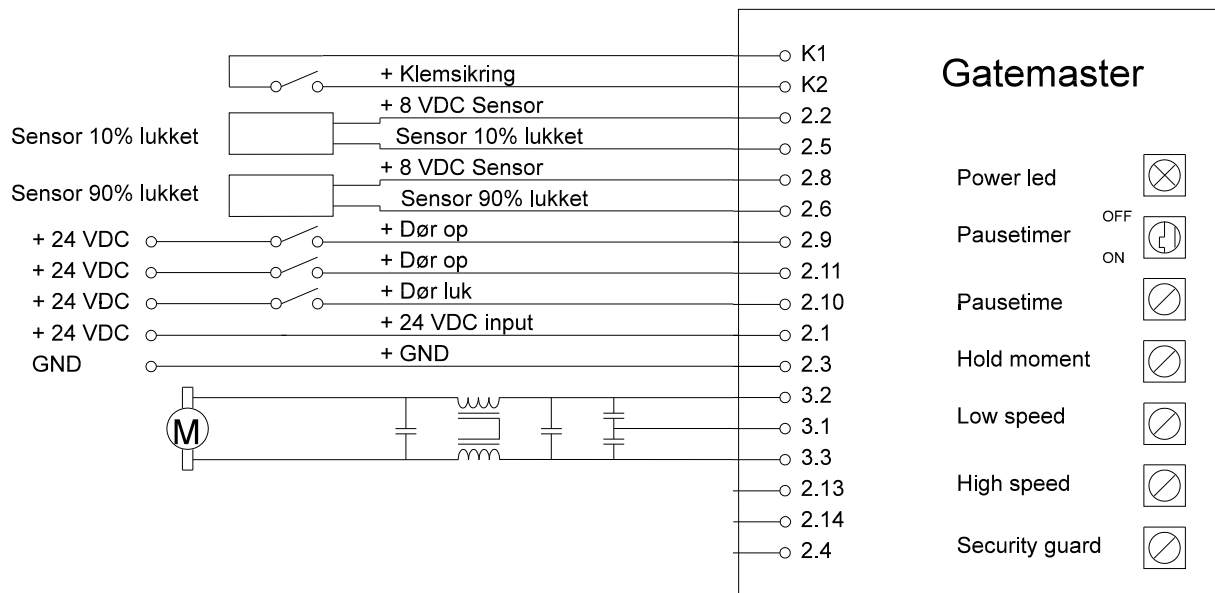 Gatemaster
K1
+ Klemsikring K2
+ 8 VDC Sensor 2.2
Sensor 10% lukket Sensor 10% lukket 2.5
+ 8 VDC Sensor 2.8
Sensor 90% lukket Sensor 90% lukket 2.6
+ 24 VDC + Dør op 2.9
+ 24 VDC + Dør op 2.11
+ 24 VDC + Dør luk 2.10
+ 24 VDC + 24 VDC input 2.1
GND + GND 2.3
3.2
M 3.1
3.3
2.13
2.14
2.4
Power led
OFF
Pausetimer
ON
Pausetime
Hold moment
Low speed
High speed
Security guard